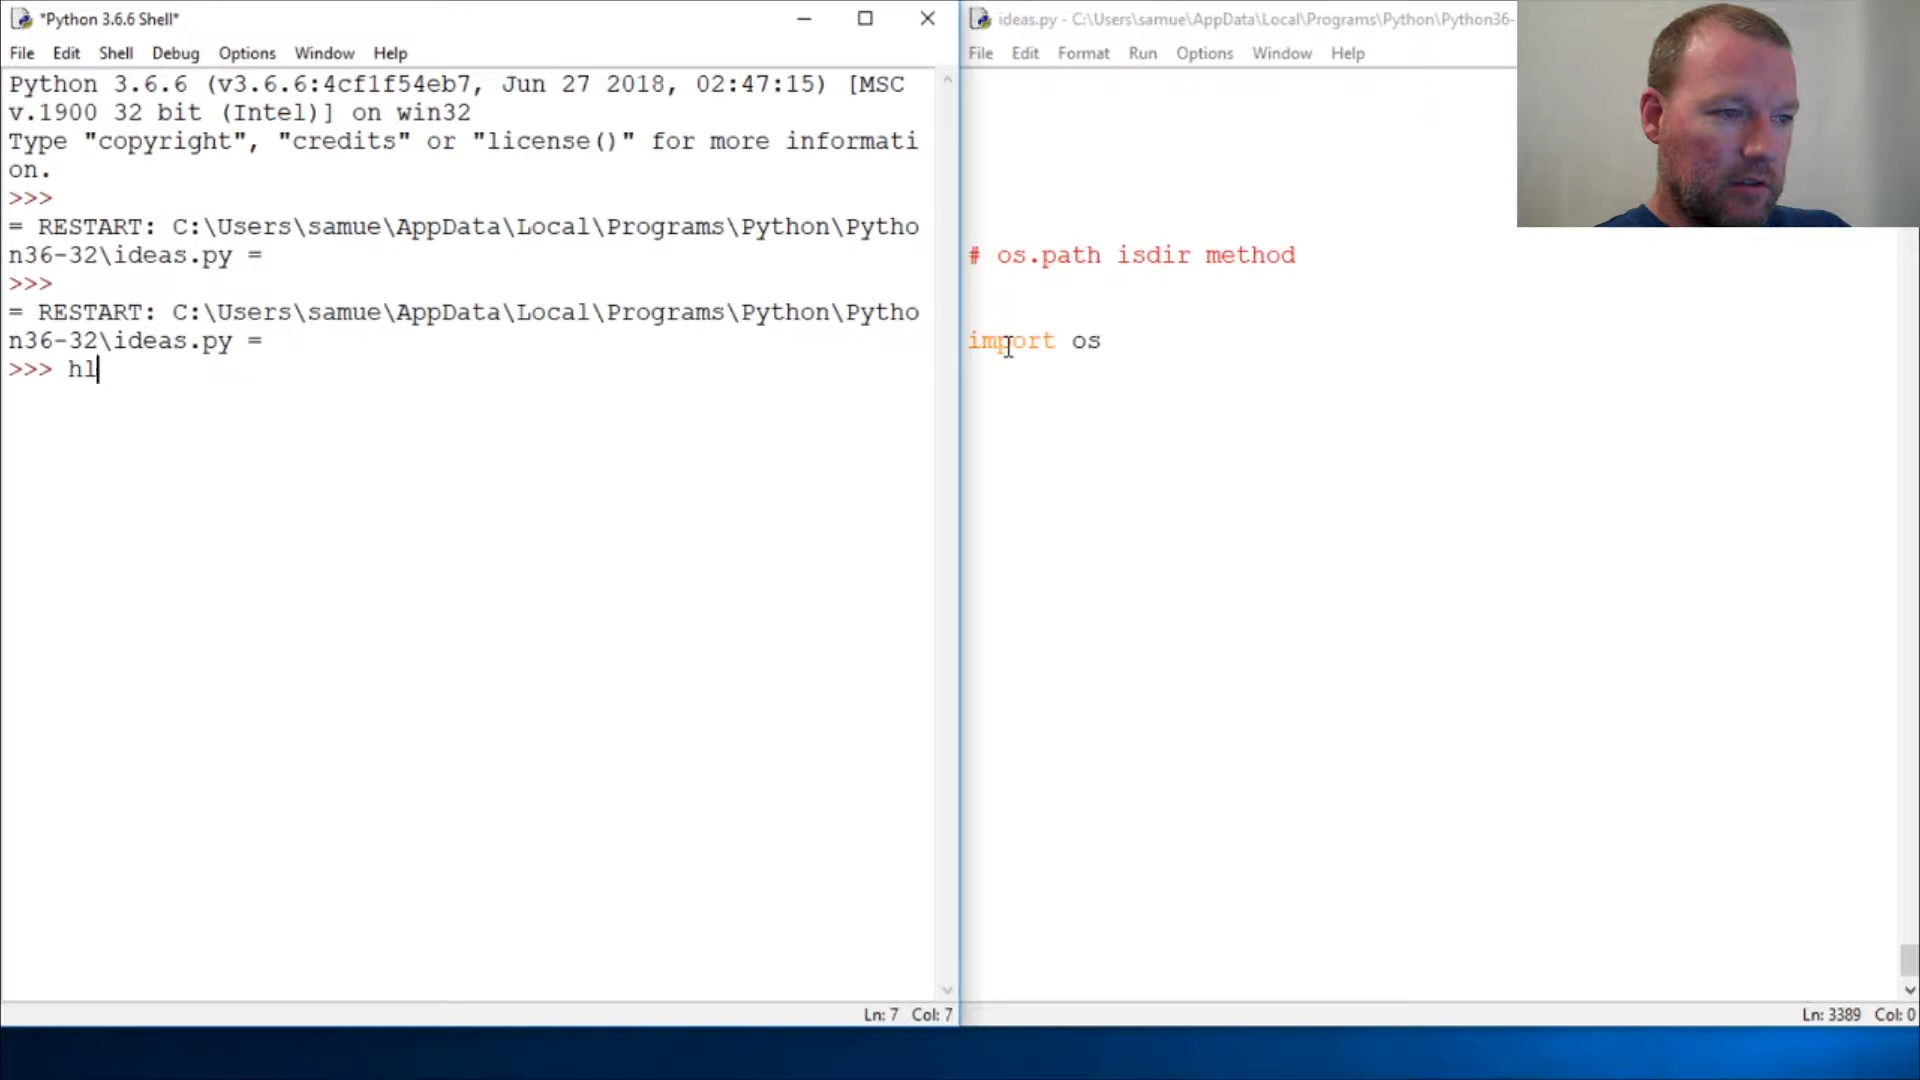 *Python 3.6.6 Shell*
File Edit Shell Debug Options Window Help
Python 3.6.6 (v3.6.6:4cf1f54eb7, Jun 27 2018, 02:47:15) [MSC
v.1900 32 bit (Intel)] on win32
Type "copyright", "credits" or "license()" for more informati
on.
>>>
= RESTART: C:\Users\samue\AppData\Local\Programs\Python\Pytho
n36-32\ideas.py =
>>>
= RESTART: C:\Users\samue\AppData\Local\Programs\Python\Pytho
n36-32\ideas.py =
>>> hl
Ln: 7 Col: 7
ideas.py - C:\Users\samue\AppData\Local\Programs\Python\Python36-
File Edit Format Run Options Window Help
# os.path isdir method
import os
Ln: 3389 Col: 0